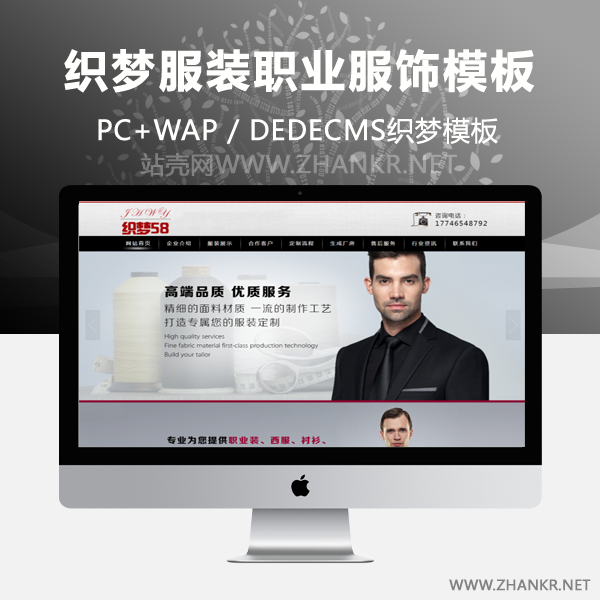 织梦服装职业服饰模板
PC+WAP / DEDECMS织梦模板
站壳网WWW.ZHANKR.NET
JHWY
织梦58
咨询电话：
17746548792
网站首页 企业介绍 服装展示 合作客户 定制流程 生成厂房 售后服务 行业资讯 联系我们
高端品质 优质服务
精细的面料材质 一流的制作工艺
打造专属您的服装定制
High quality services
Fine fabric material first-class production technology
Build your tailor
专业为您提供职业装、西服、衬衫、
WWW.ZHANKR.NET